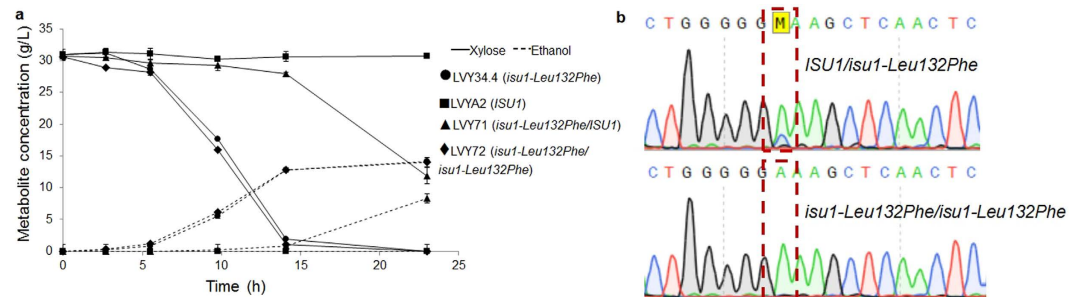 a
Metabolite concentration (g/L)
35
30
25
20
15
10
5
0
0
5
10
15
20
25
Time (h)
Xylose
Ethanol
LVY34.4 (isu1-Leu132Phe)
LVYA2 (ISU1)
LVY71 (isu1-Leu132Phe/ISU1)
LVY72 (isu1-Leu132Phe/
isu1-Leu132Phe)
b
C T G G G G G M A A G C T C A A C T C
ISU1/isu1-Leu132Phe
C T G G G G G A A A G C T C A A C T C
isu1-Leu132Phe/isu1-Leu132Phe